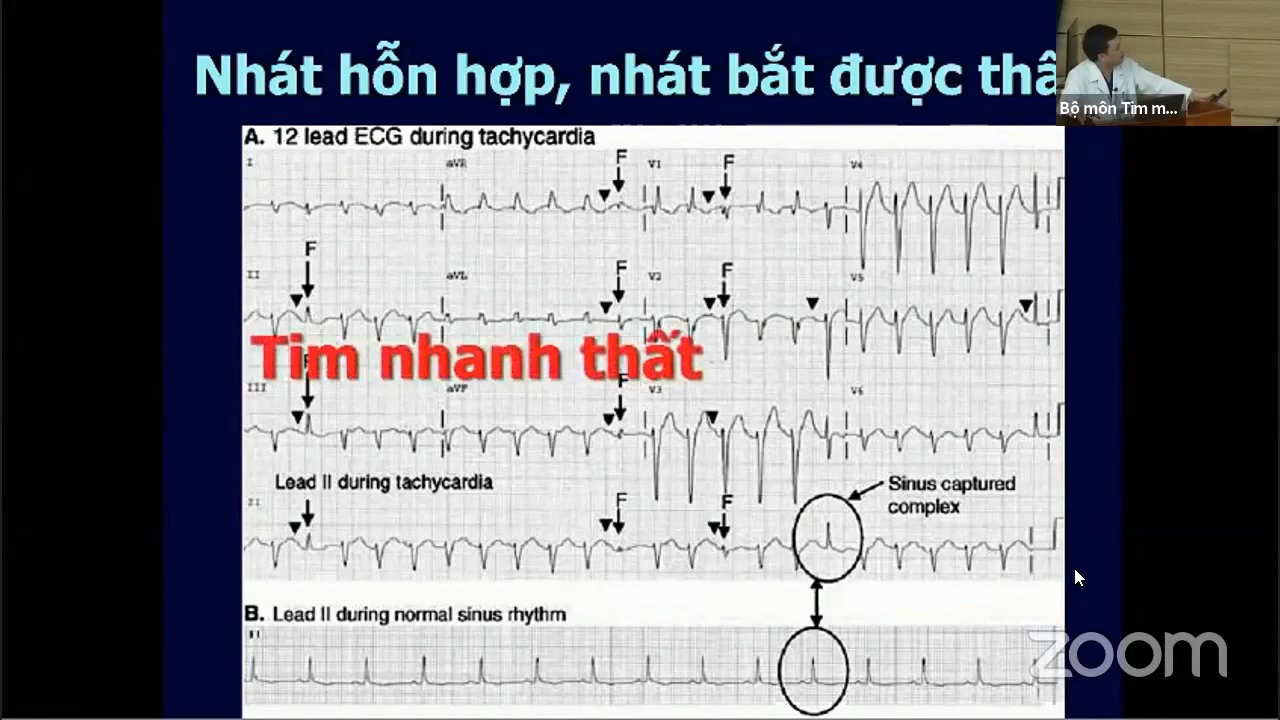 Nhát hỗn hợp, nhát bắt được thấ
Bộ môn Tim m...
A. 12 lead ECG during tachycardia
I aVR F V1 F V4
F
II aVL F V2 F V5
Tim nhanh thất
III aVF F V3 V6
Lead II during tachycardia
Sinus captured
complex
II F F
B. Lead II during normal sinus rhythm
II
zoom